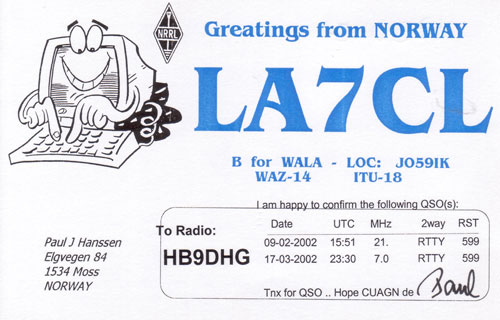 NRRL
Greatings from NORWAY
LA7CL
B for WALA - LOC: JO59IK
WAZ-14 ITU-18
I am happy to confirm the following QSO(s):
To Radio:
HB9DHG
Date UTC MHz 2way RST
09-02-2002 15:51 21. RTTY 599
17-03-2002 23:30 7.0 RTTY 599
Tnx for QSO .. Hope CUAGN de Paul
Paul J Hanssen
Elgvegen 84
1534 Moss
NORWAY